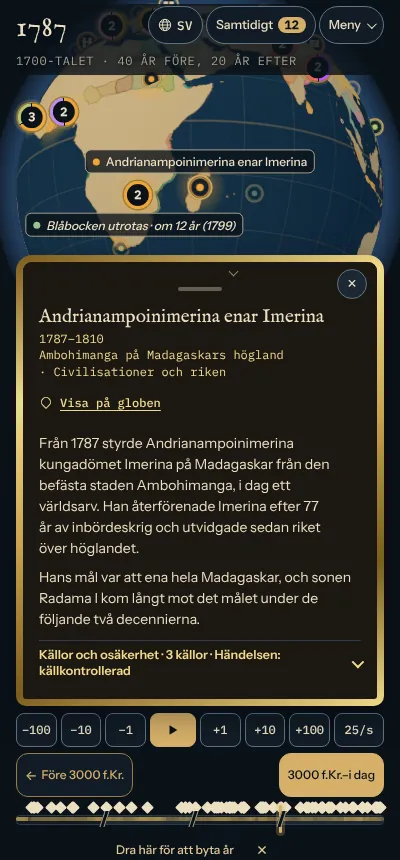 1787
SV
Samtidigt 12
Meny
1700-TALET · 40 ÅR FÖRE, 20 ÅR EFTER
2
2
2
3
2
Andrianampoinimerina enar Imerina
2
Blåbocken utrotas · om 12 år (1799)
×
Andrianampoinimerina enar Imerina
1787–1810
Ambohimanga på Madagaskars högland
· Civilisationer och riken
Visa på globen
Från 1787 styrde Andrianampoinimerina
kungadömet Imerina på Madagaskar från den
befästa staden Ambohimanga, i dag ett
världsarv. Han återförenade Imerina efter 77
år av inbördeskrig och utvidgade sedan riket
över höglandet.
Hans mål var att ena hela Madagaskar, och sonen
Radama I kom långt mot det målet under de
följande två decennierna.
Källor och osäkerhet · 3 källor · Händelsen:
källkontrollerad
−100 −10 −1 +1 +10 +100 25/s
← Före 3000 f.Kr. 3000 f.Kr.–i dag
Dra här för att byta år ×